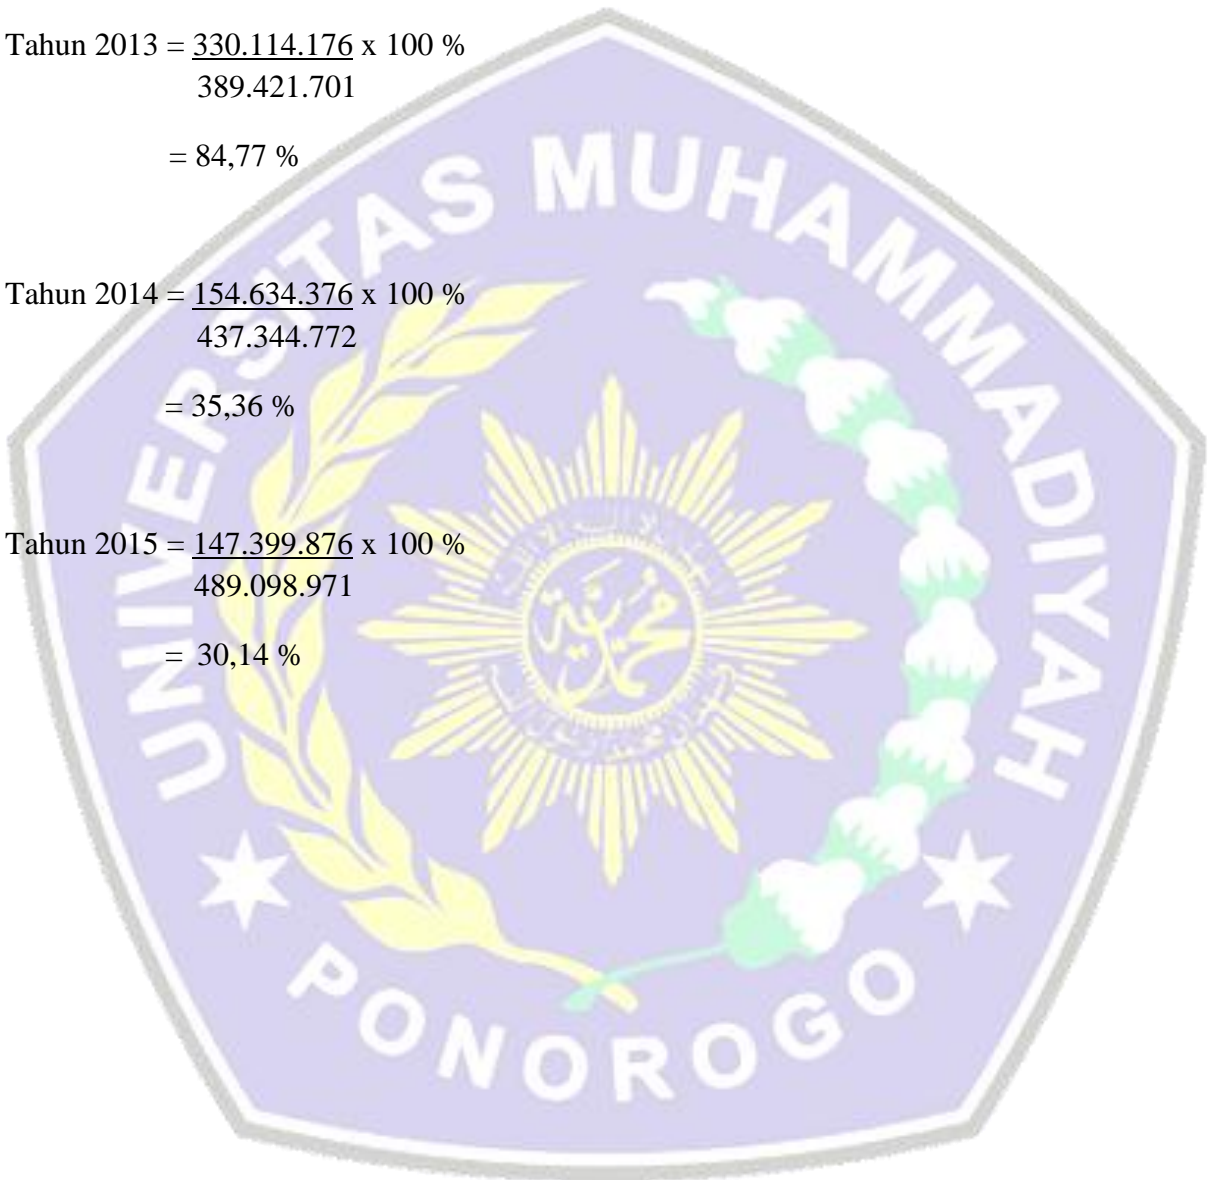 Tahun 2013 = 330.114.176 x 100 %
389.421.701
= 84,77 %
Tahun 2014 = 154.634.376 x 100 %
437.344.772
= 35,36 %
Tahun 2015 = 147.399.876 x 100 %
489.098.971
= 30,14 %
UNIVERSITAS MUHAMMADIYAH
PONOROGO
محمدية